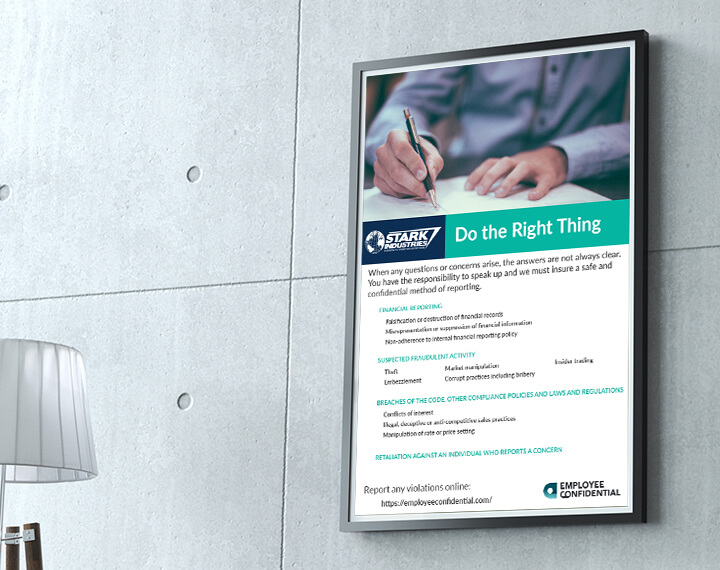 STARK 7
INDUSTRIES
Do the Right Thing
When any questions or concerns arise, the answers are not always clear.
You have the responsibility to speak up and we must insure a safe and
confidential method of reporting.
FINANCIAL REPORTING
Falsification or destruction of financial records
Misrepresentation or suppression of financial information
Non-adherence to internal financial reporting policy
SUSPECTED FRAUDULENT ACTIVITY
Theft Market manipulation Insider trading
Embezzlement Corrupt practices including bribery
BREACHES OF THE CODE, OTHER COMPLIANCE POLICIES AND LAWS AND REGULATIONS
Conflicts of interest
Illegal, deceptive or anti-competitive sales practices
Manipulation of rate or price setting
RETALIATION AGAINST AN INDIVIDUAL WHO REPORTS A CONCERN
Report any violations online:
https://employeeconfidential.com/
EMPLOYEE
CONFIDENTIAL